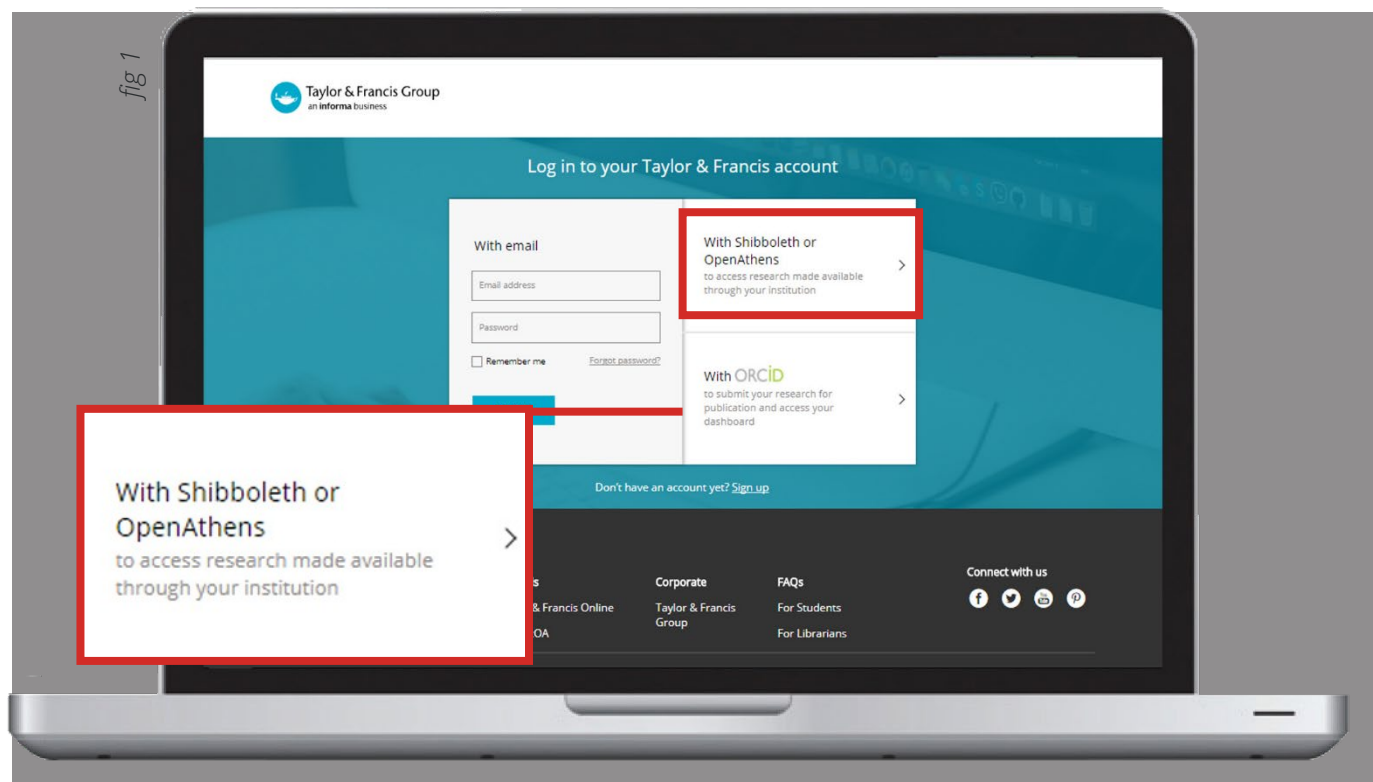 fig 1
Taylor & Francis Group
an informa business
Log in to your Taylor & Francis account
With email
Email address
Password
Remember me
Forgot password?
With Shibboleth or
OpenAthens
to access research made available
through your institution
With ORCID
to submit your research for
publication and access your
dashboard
Don't have an account yet? Sign up
With Shibboleth or
OpenAthens
to access research made available
through your institution
& Francis Online
OA
Corporate
Taylor & Francis
Group
FAQs
For Students
For Librarians
Connect with us